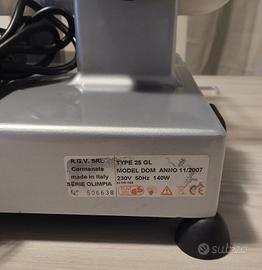 R.G.V. SRL
Cermenate
made in Italy
SERIE OLIMPIA
N° 506638
TYPE 25 GL
MODEL DOM ANNO 11/2007
230V 50Hz 140W
subito